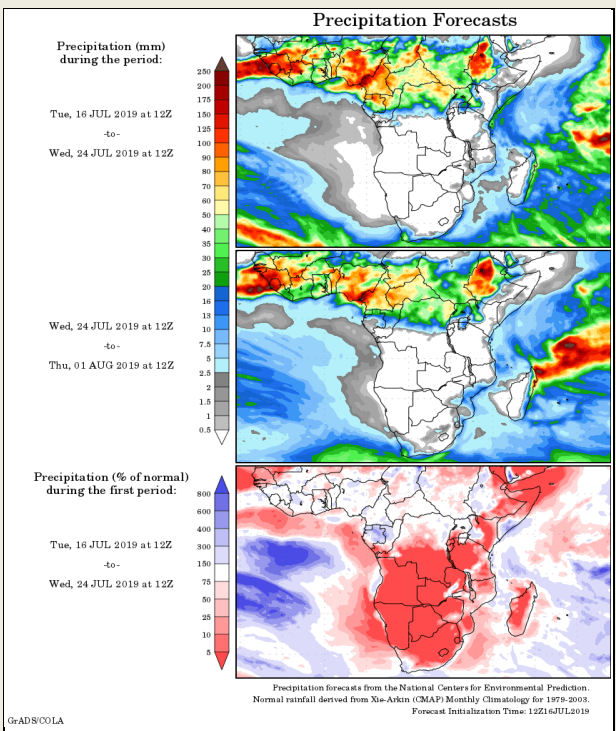 Precipitation Forecasts
Precipitation (mm)
during the period:
Tue, 16 JUL 2019 at 12Z
-to-
Wed, 24 JUL 2019 at 12Z
250
200
175
150
125
100
90
80
70
60
50
40
35
30
25
20
16
13
10
7.5
5
2.5
2
1.5
1
0.5
Wed, 24 JUL 2019 at 12Z
-to-
Thu, 01 AUG 2019 at 12Z
Precipitation (% of normal)
during the first period:
Tue, 16 JUL 2019 at 12Z
-to-
Wed, 24 JUL 2019 at 12Z
800
600
400
300
150
75
50
25
10
5
Precipitation forecasts from the National Centers for Environmental Prediction.
Normal rainfall derived from Xie-Arkin (CMAP) Monthly Climatology for 1979-2003.
Forecast Initialization Time: 12Z16JUL2019
GrADS/COLA